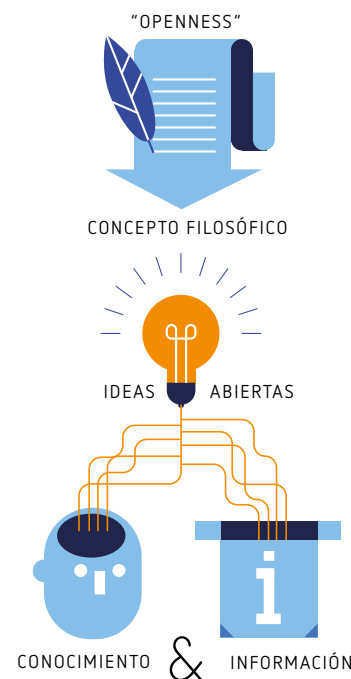 "OPENNESS"
CONCEPTO FILOSÓFICO
IDEAS ABIERTAS
i
CONOCIMIENTO & INFORMACIÓN